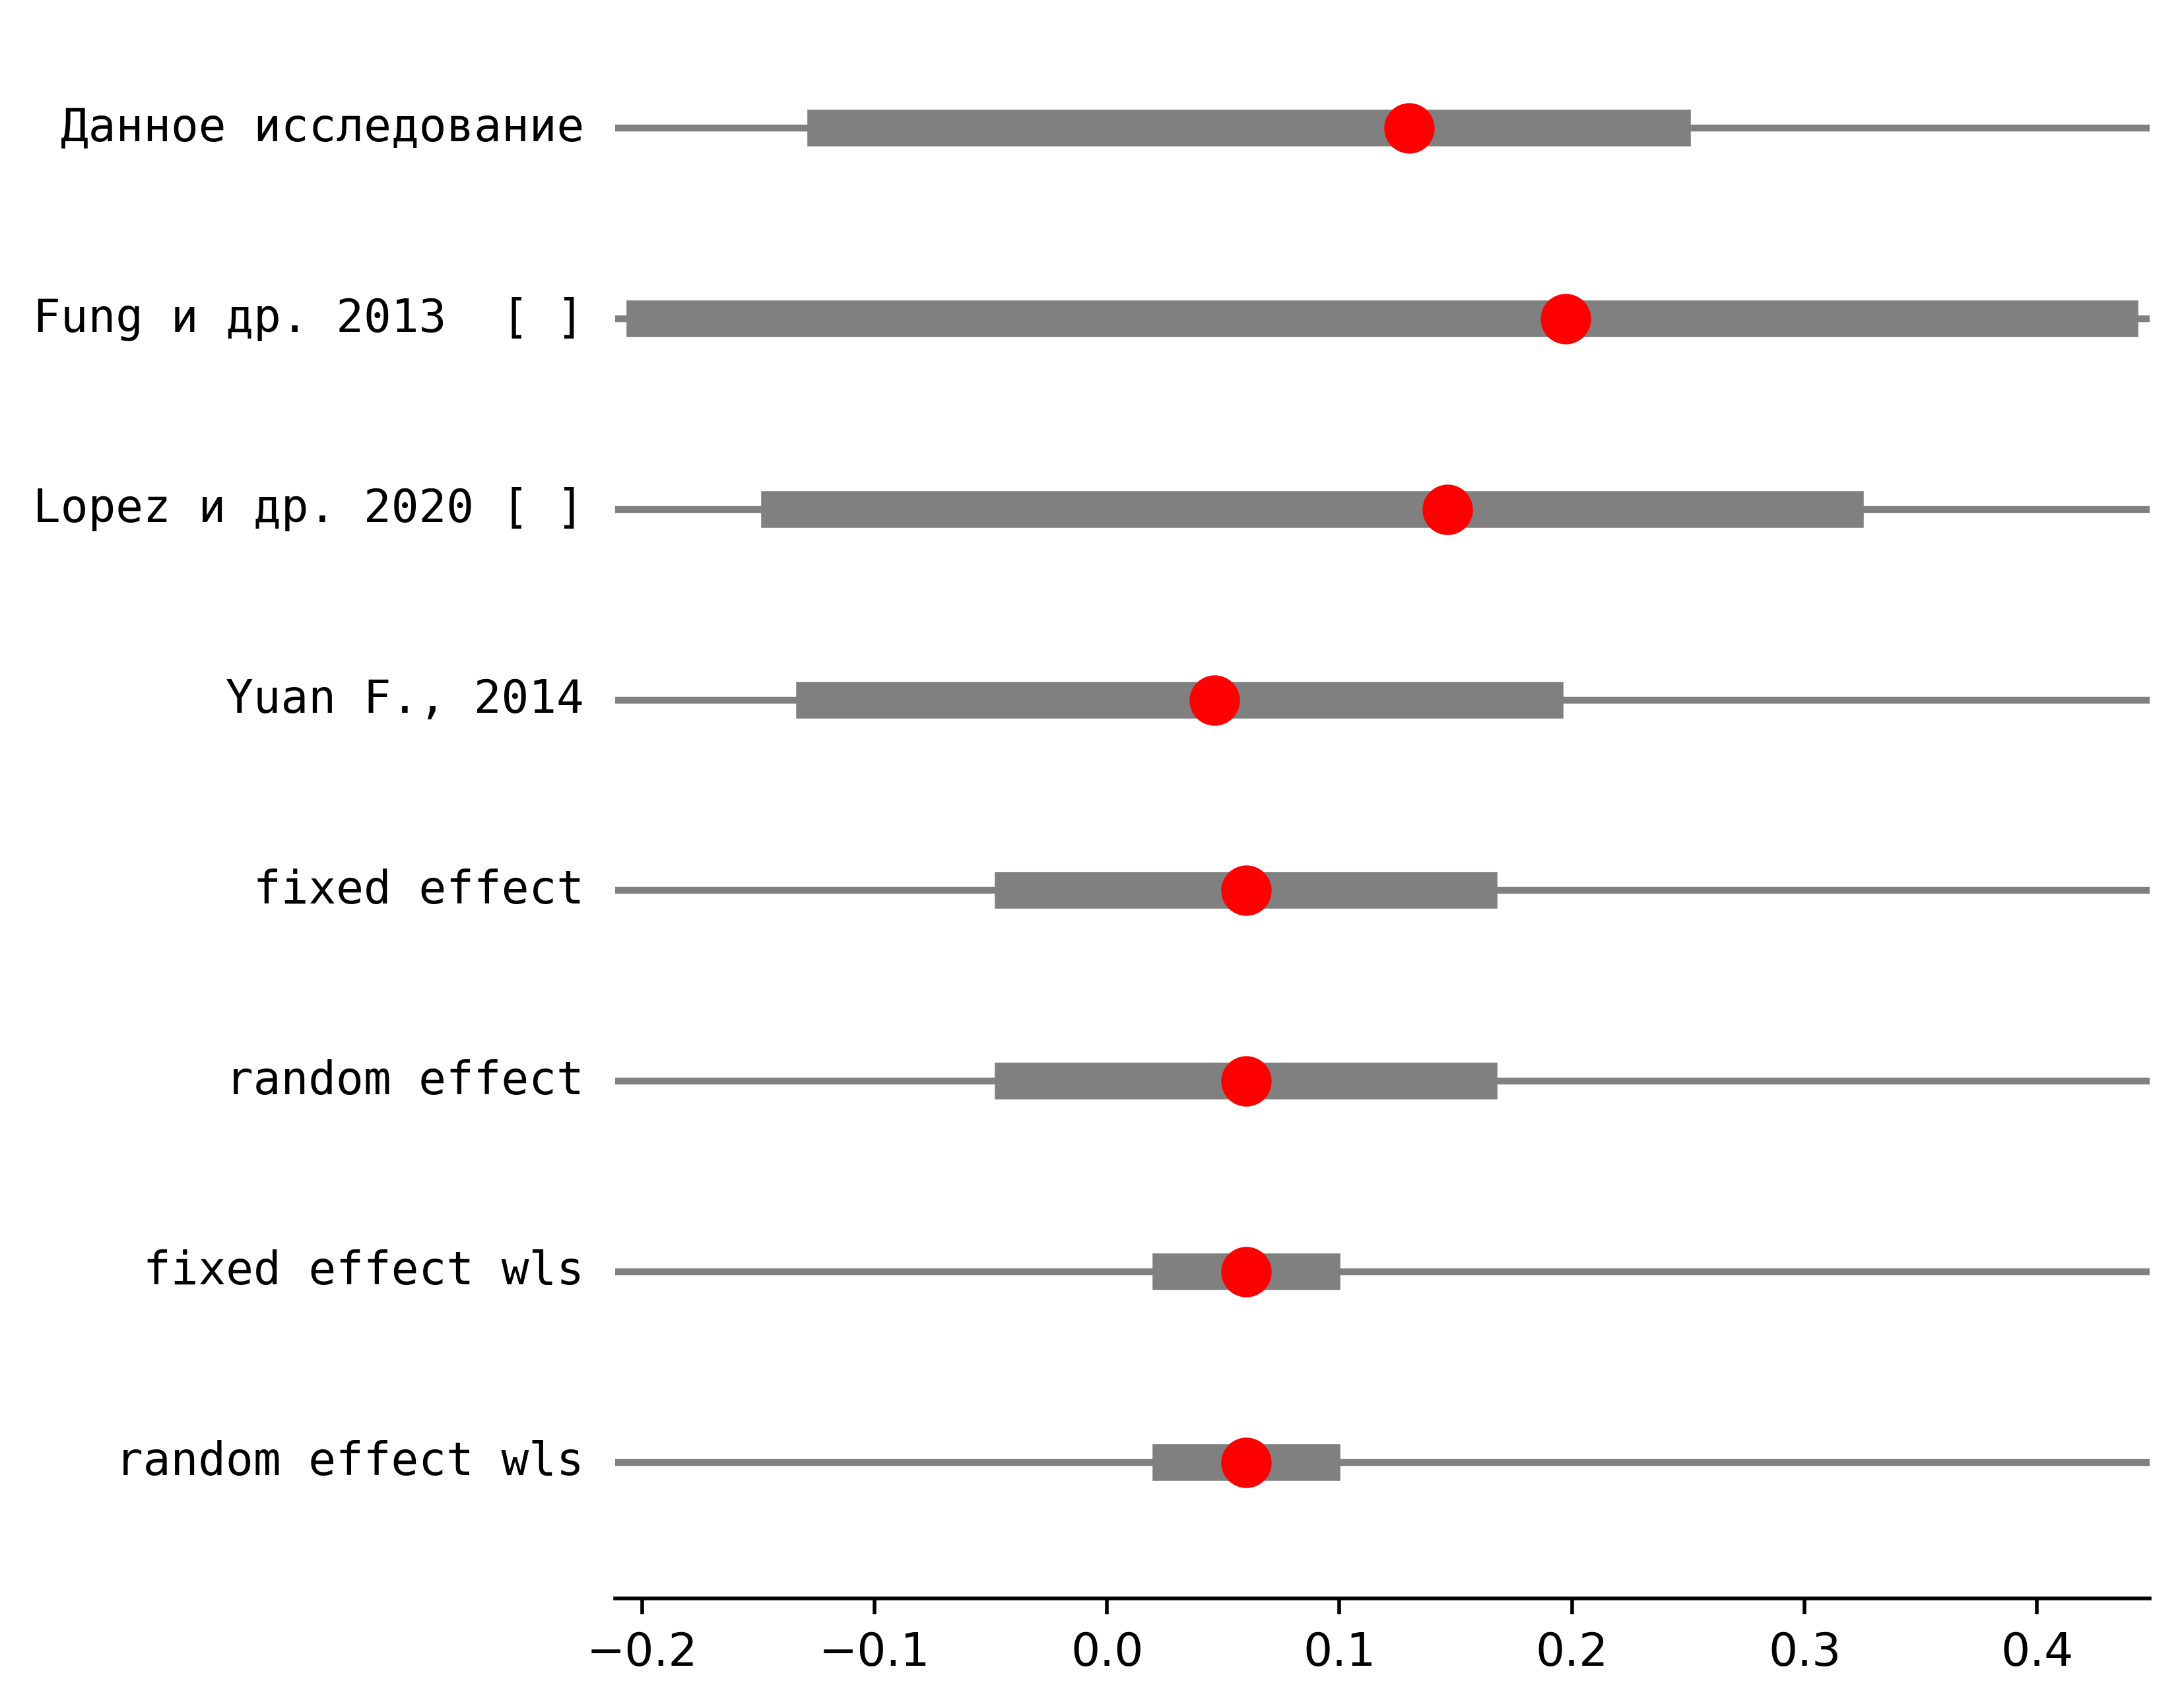 Данное исследование
Fung и др. 2013  [ ]
Lopez и др. 2020 [ ]
Yuan F., 2014
fixed effect
random effect
fixed effect wls
random effect wls
−0.2 −0.1 0.0 0.1 0.2 0.3 0.4